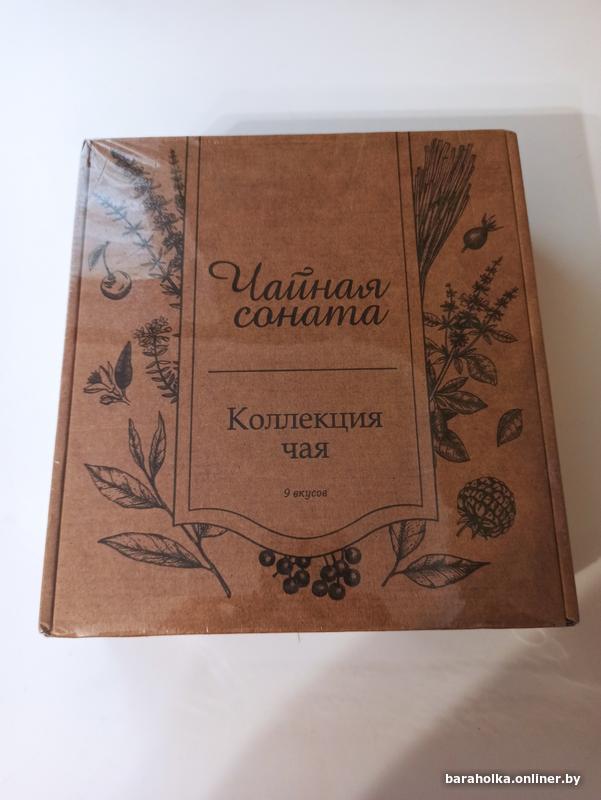 Чайная
соната
Коллекция
чая
9 вкусов
baraholka.onliner.by